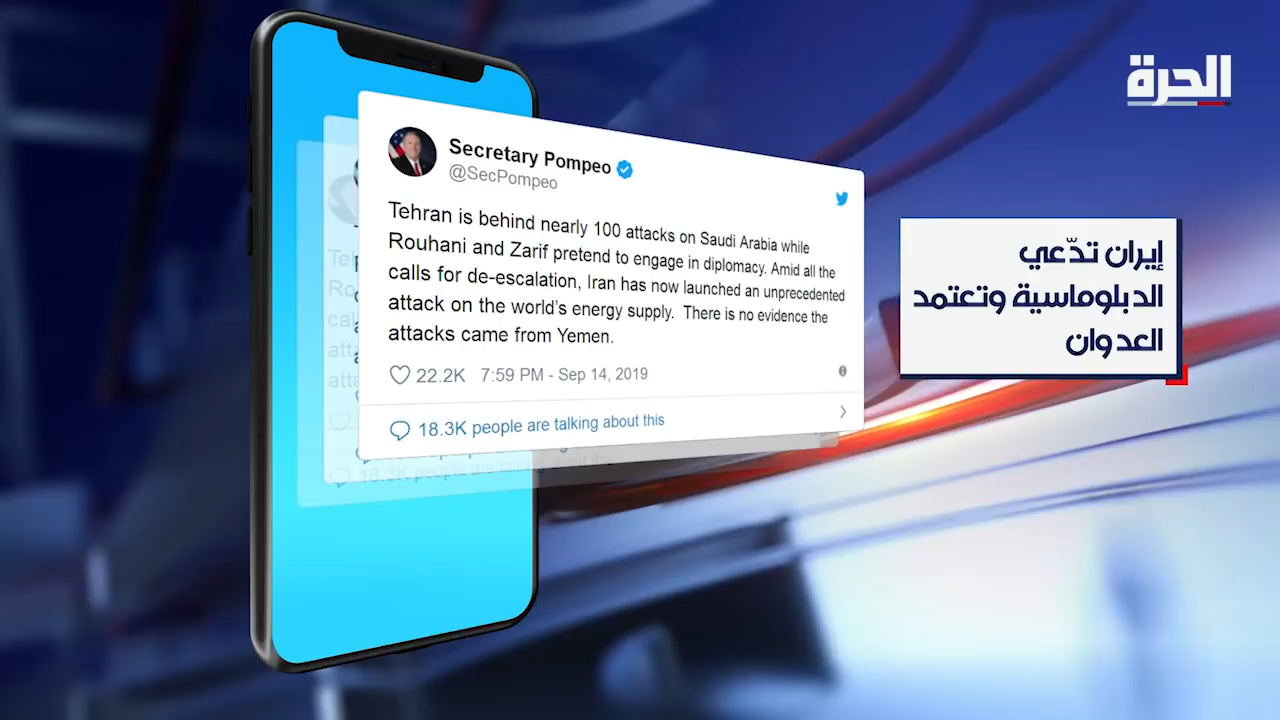 الحرة
Secretary Pompeo
@SecPompeo
Tehran is behind nearly 100 attacks on Saudi Arabia while
Rouhani and Zarif pretend to engage in diplomacy. Amid all the
calls for de-escalation, Iran has now launched an unprecedented
attack on the world's energy supply.  There is no evidence the
attacks came from Yemen.
22.2K 7:59 PM - Sep 14, 2019
18.3K people are talking about this
إيران تدّعي
الدبلوماسية وتعتمد
العدوان